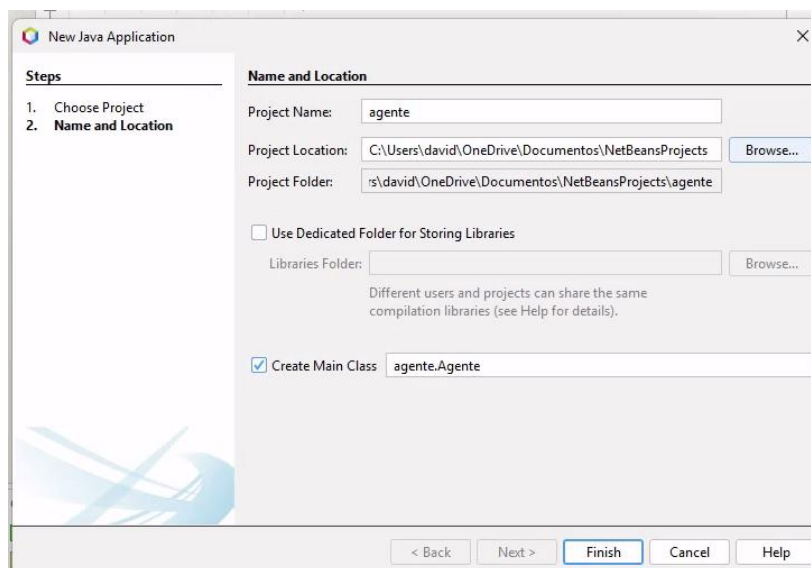 New Java Application
Steps
1. Choose Project
2. Name and Location
Name and Location
Project Name: agente
Project Location: C:\Users\david\OneDrive\Documentos\NetBeansProjects Browse...
Project Folder: rs\david\OneDrive\Documentos\NetBeansProjects\agente
Use Dedicated Folder for Storing Libraries
Libraries Folder: Browse...
Different users and projects can share the same
compilation libraries (see Help for details).
Create Main Class agente.Agente
< Back Next > Finish Cancel Help